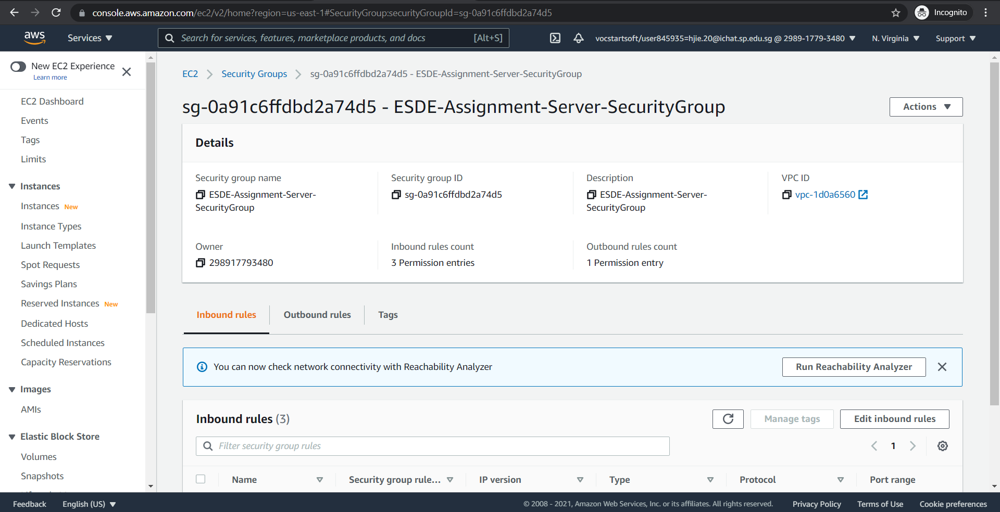 console.aws.amazon.com/ec2/v2/home?region=us-east-1#SecurityGroup:securityGroupId=sg-0a91c6ffdbd2a74d5
Incognito
aws
Services
Search for services, features, marketplace products, and docs [Alt+S]
vocstartsoft/user845935=hjie.20@ichat.sp.edu.sg @ 2989-1779-3480
N. Virginia
Support
New EC2 Experience
Learn more
EC2 Dashboard
Events
Tags
Limits
Instances
Instances New
Instance Types
Launch Templates
Spot Requests
Savings Plans
Reserved Instances New
Dedicated Hosts
Scheduled Instances
Capacity Reservations
Images
AMIs
Elastic Block Store
Volumes
Snapshots
EC2 > Security Groups > sg-0a91c6ffdbd2a74d5 - ESDE-Assignment-Server-SecurityGroup
sg-0a91c6ffdbd2a74d5 - ESDE-Assignment-Server-SecurityGroup
Actions
Details
Security group name
ESDE-Assignment-Server-
SecurityGroup
Security group ID
sg-0a91c6ffdbd2a74d5
Description
ESDE-Assignment-Server-
SecurityGroup
VPC ID
vpc-1d0a6560
Owner
298917793480
Inbound rules count
3 Permission entries
Outbound rules count
1 Permission entry
Inbound rules
Outbound rules
Tags
You can now check network connectivity with Reachability Analyzer
Run Reachability Analyzer
Inbound rules (3)
Manage tags
Edit inbound rules
Filter security group rules
1
Name
Security group rule...
IP version
Type
Protocol
Port range
Feedback
English (US)
© 2008 - 2021, Amazon Web Services, Inc. or its affiliates. All rights reserved.
Privacy Policy
Terms of Use
Cookie preferences